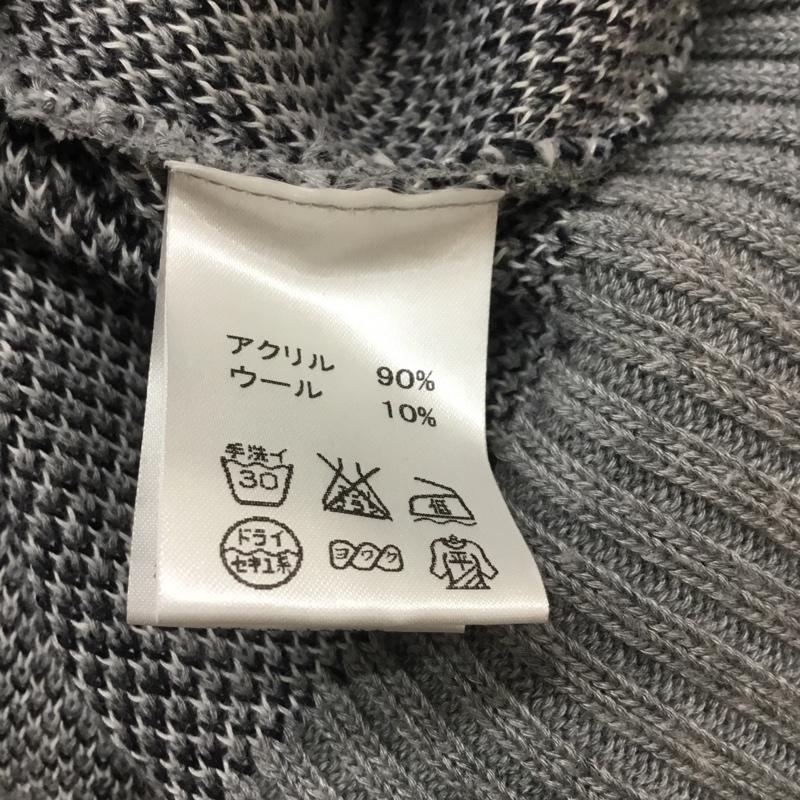 アクリル 90%
ウール 10%
手洗イ
30
低
ドライ
セキユ系
ヨワク
平